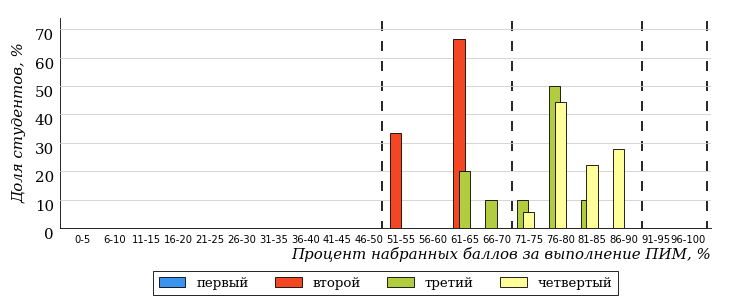 Доля студентов, %
70
60
50
40
30
20
10
0
0-5 6-10 11-15 16-20 21-25 26-30 31-35 36-40 41-45 46-50 51-55 56-60 61-65 66-70 71-75 76-80 81-85 86-90 91-95 96-100
Процент набранных баллов за выполнение ПИМ, %
первый второй третий четвертый